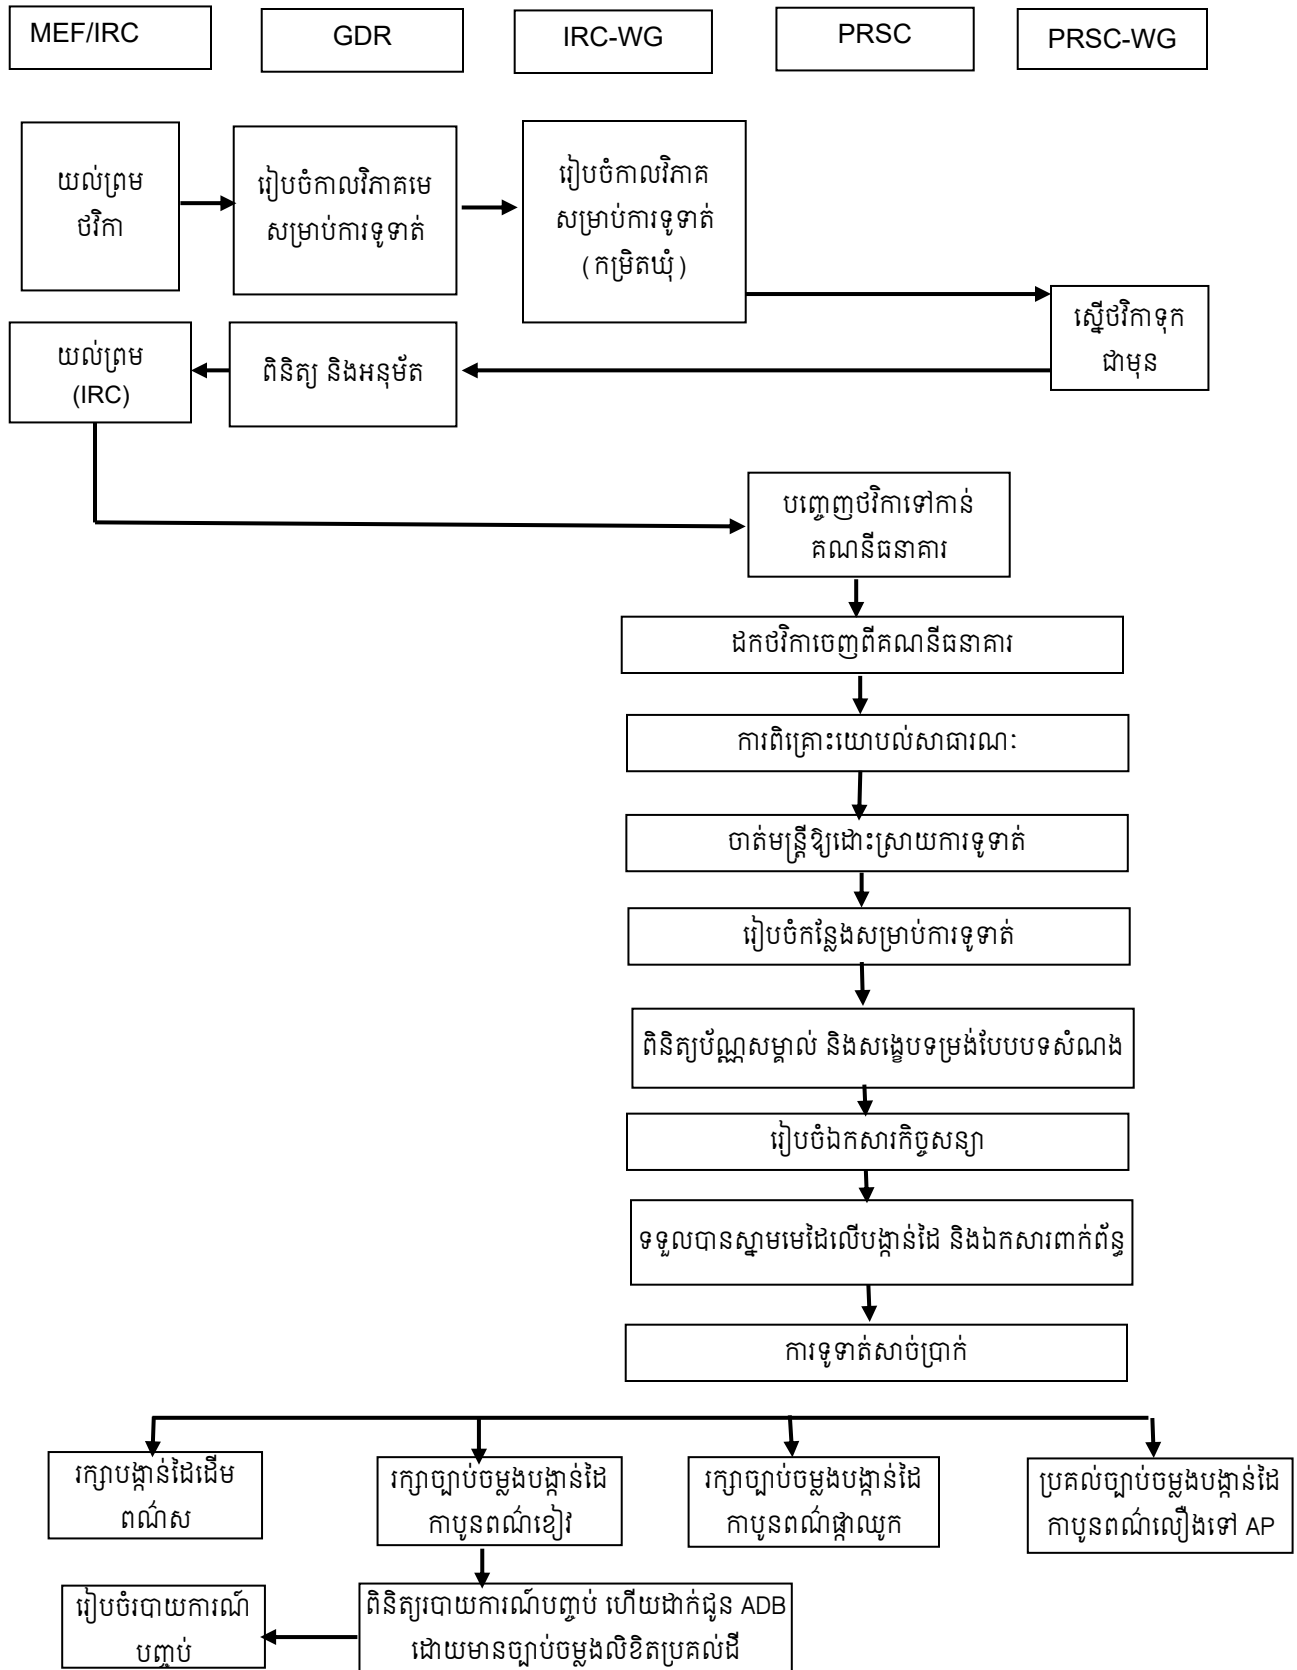 MEF/IRC
GDR
IRC-WG
PRSC
PRSC-WG
យល់ព្រម
ថវិកា
រៀបចំកាលវិភាគមេ
សម្រាប់ការទូទាត់
រៀបចំកាលវិភាគ
សម្រាប់ការទូទាត់
(កម្រិតឃុំ)
ស្នើថវិកាទុក
ជាមុន
យល់ព្រម
(IRC)
ពិនិត្យ និងអនុម័ត
បញ្ចេញថវិកាទៅកាន់
គណនីធនាគារ
ដកថវិកាចេញពីគណនីធនាគារ
ការពិគ្រោះយោបល់សាធារណៈ
ចាត់មន្ត្រីឱ្យដោះស្រាយការទូទាត់
រៀបចំកន្លែងសម្រាប់ការទូទាត់
ពិនិត្យប័ណ្ណសម្គាល់ និងសង្ខេបទម្រង់បែបបទសំណង
រៀបចំឯកសារកិច្ចសន្យា
ទទួលបានស្នាមមេដៃលើបង្កាន់ដៃ និងឯកសារពាក់ព័ន្ធ
ការទូទាត់សាច់ប្រាក់
រក្សាបង្កាន់ដៃដើម
ពណ៌ស
រក្សាច្បាប់ចម្លងបង្កាន់ដៃ
កាបូនពណ៌ខៀវ
រក្សាច្បាប់ចម្លងបង្កាន់ដៃ
កាបូនពណ៌ផ្កាឈូក
ប្រគល់ច្បាប់ចម្លងបង្កាន់ដៃ
កាបូនពណ៌លឿងទៅ AP
រៀបចំរបាយការណ៍
បញ្ចប់
ពិនិត្យរបាយការណ៍បញ្ចប់ ហើយដាក់ជូន ADB
ដោយមានច្បាប់ចម្លងលិខិតប្រគល់ដី